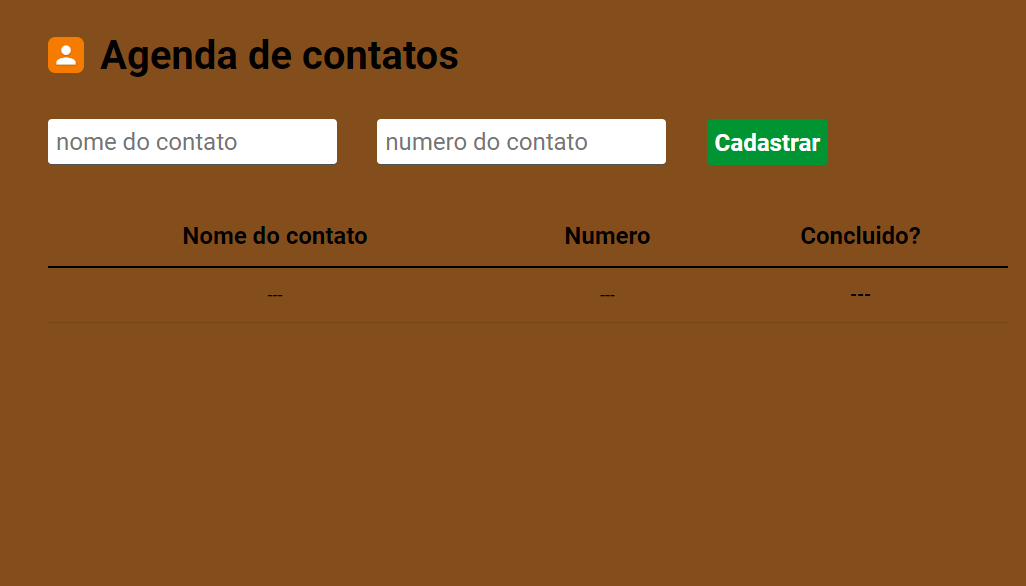 Agenda de contatos
nome do contato numero do contato Cadastrar
Nome do contato Numero Concluido?
--- --- ---